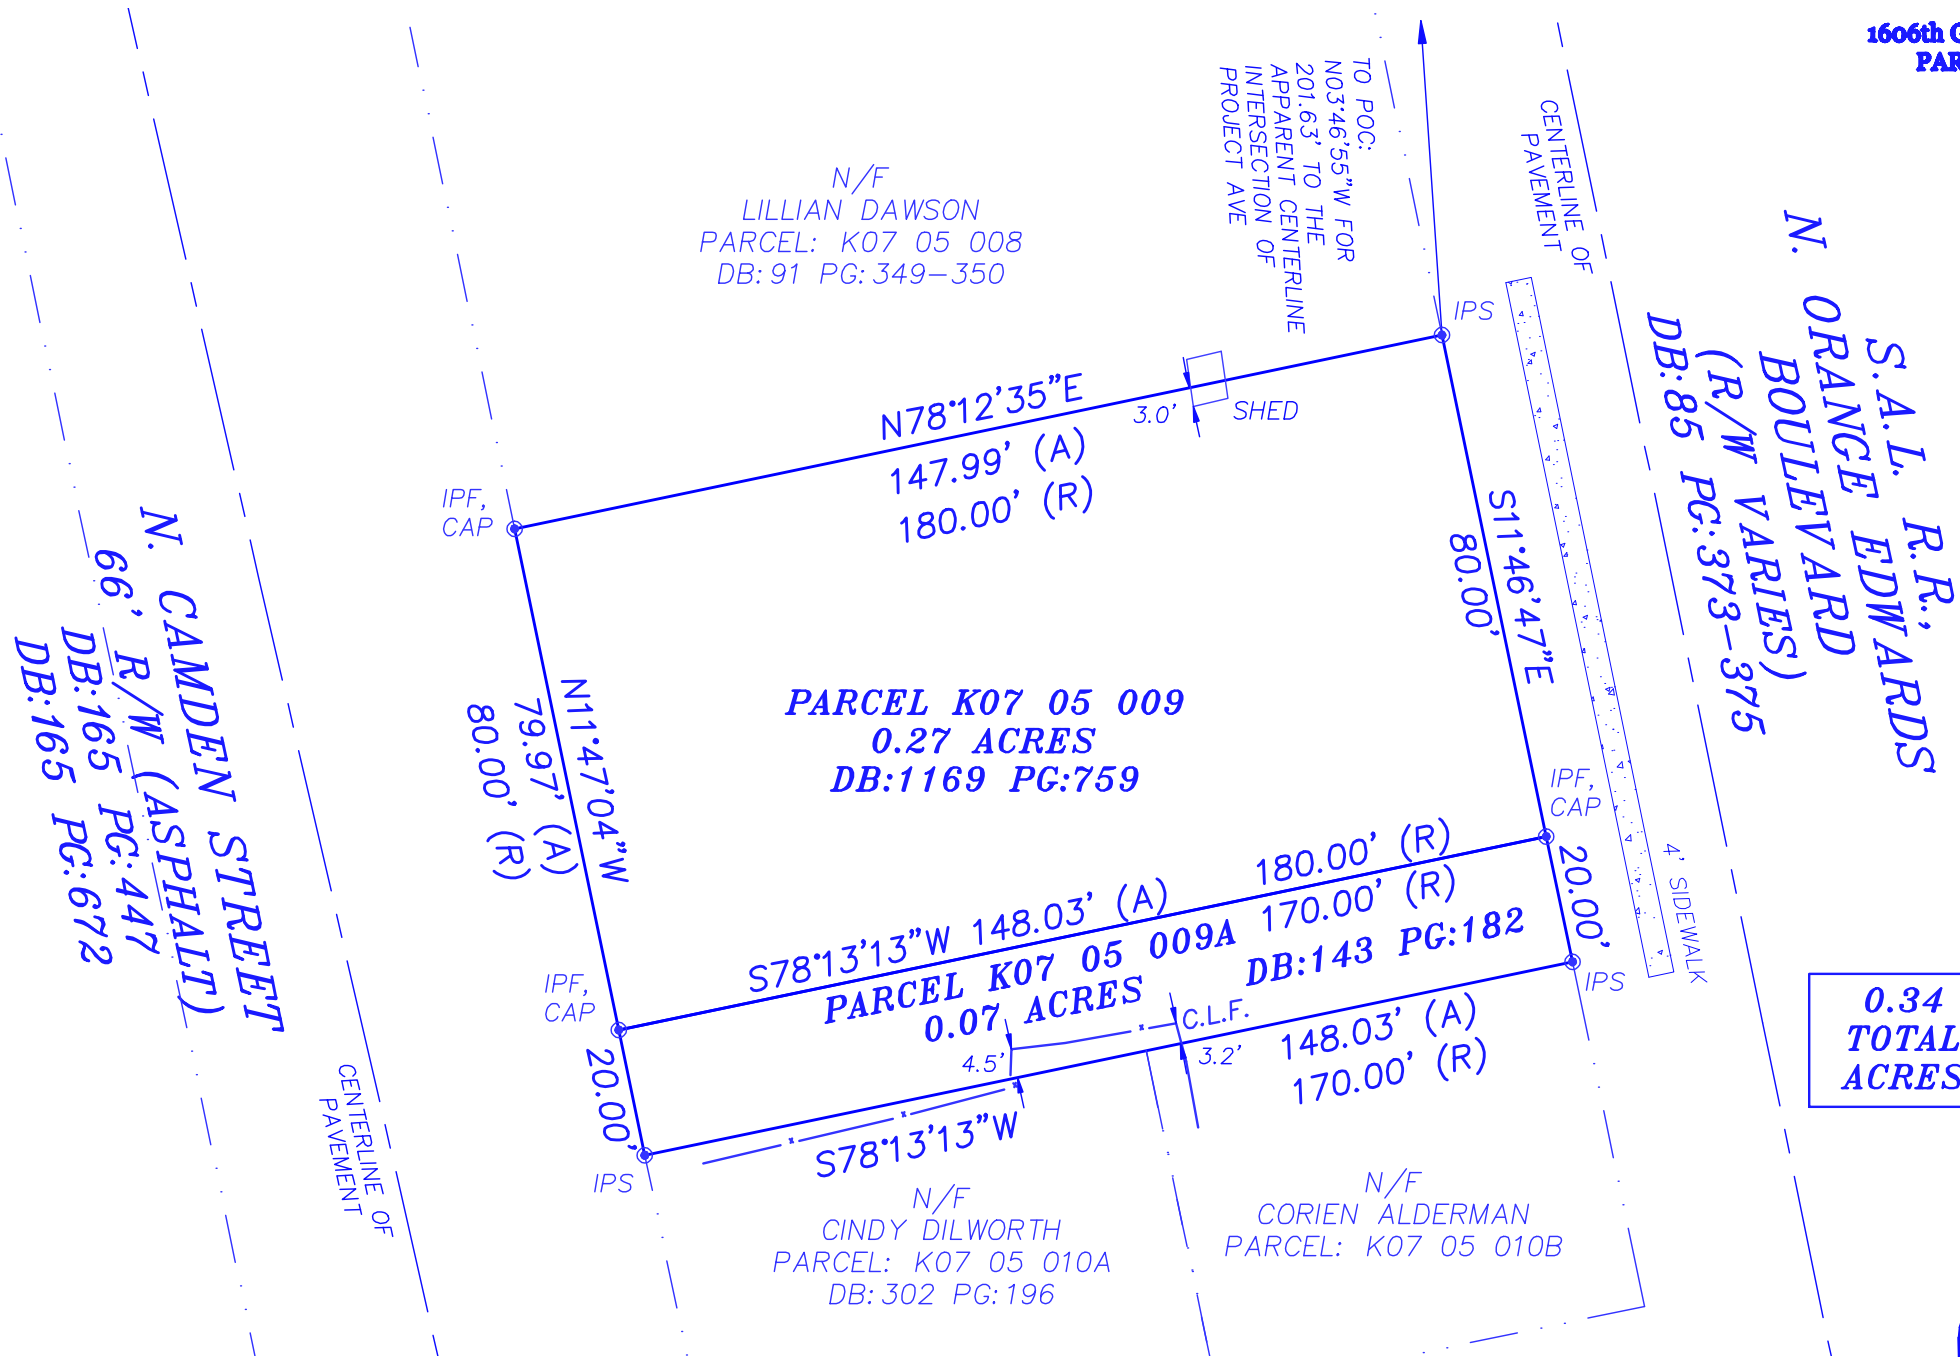 1606th G
PAR
TO POC:
N03°46'55"W FOR
201.63' TO THE
APPARENT CENTERLINE
INTERSECTION OF
PROJECT AVE
CENTERLINE OF
PAVEMENT
N/F
LILLIAN DAWSON
PARCEL: K07 05 008
DB: 91 PG: 349-350
S.A.L. R.R.,
N. ORANGE EDWARDS
BOULEVARD
(R/W VARIES)
DB:85 PG:373-375
IPS
N78°12'35"E
147.99' (A)
180.00' (R)
3.0'
SHED
IPF,
CAP
S11°46'47"E
80.00'
N. CAMDEN STREET
66' R/W (ASPHALT)
DB:165 PG:447
DB:165 PG:672
N11°47'04"W
79.97' (A)
80.00' (R)
PARCEL K07 05 009
0.27 ACRES
DB:1169 PG:759
IPF,
CAP
4' SIDEWALK
20.00'
180.00' (R)
S78°13'13"W 148.03' (A)
170.00' (R)
PARCEL K07 05 009A
0.07 ACRES
DB:143 PG:182
IPS
IPF,
CAP
0.34
TOTAL
ACRES
C.L.F.
4.5'
3.2'
148.03' (A)
170.00' (R)
20.00'
S78°13'13"W
IPS
CENTERLINE OF
PAVEMENT
N/F
CINDY DILWORTH
PARCEL: K07 05 010A
DB: 302 PG: 196
N/F
CORIEN ALDERMAN
PARCEL: K07 05 010B